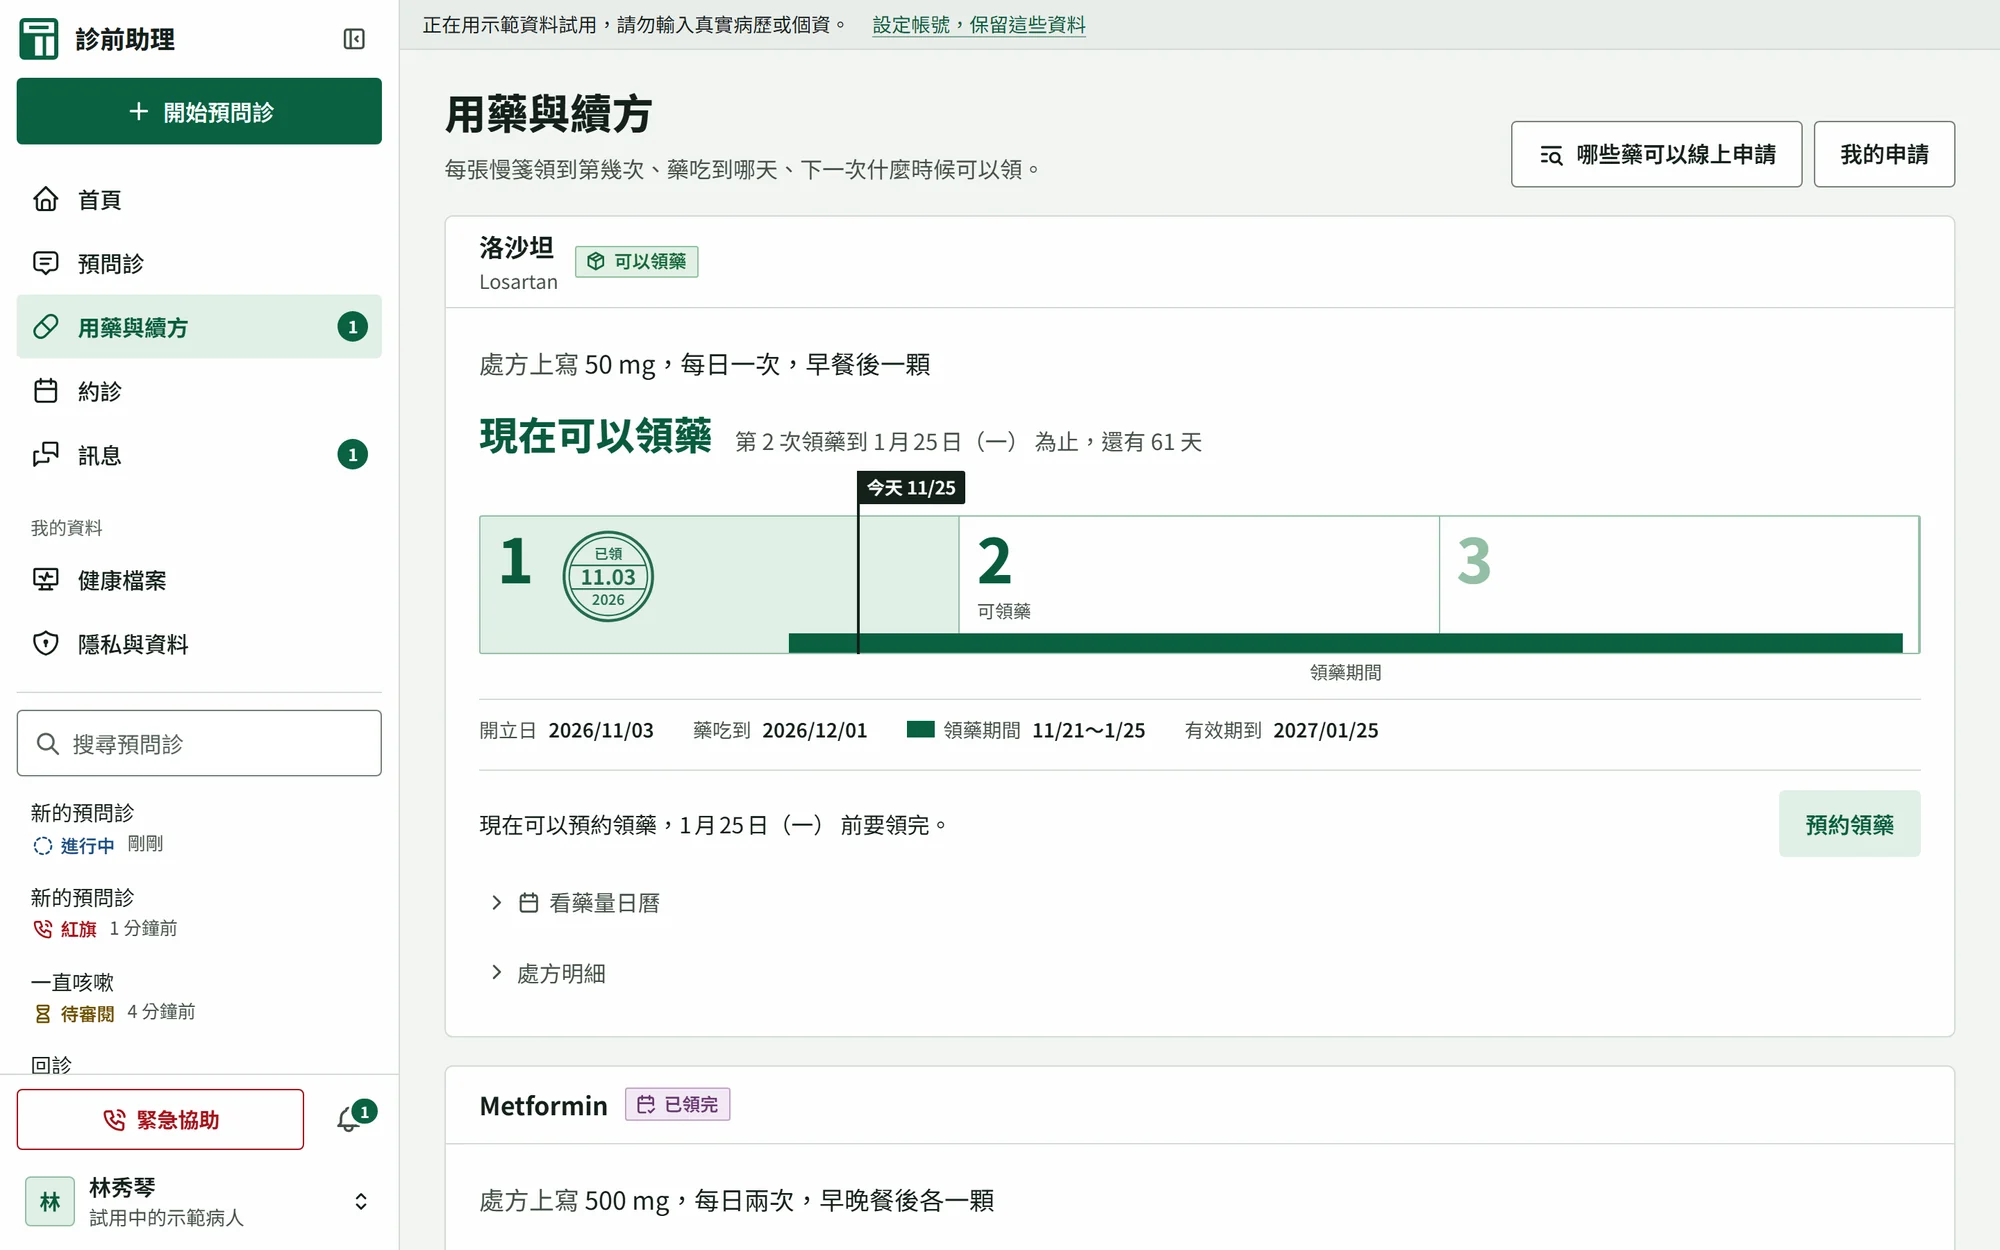 診前助理
開始預問診
首頁
預問診
用藥與續方 1
約診
訊息 1
我的資料
健康檔案
隱私與資料
搜尋預問診
新的預問診
進行中 剛剛
新的預問診
紅旗 1 分鐘前
一直咳嗽
待審閱 4 分鐘前
回診
緊急協助 1
林 林秀琴
試用中的示範病人
正在用示範資料試用,請勿輸入真實病歷或個資。 設定帳號,保留這些資料
用藥與續方
每張慢箋領到第幾次、藥吃到哪天、下一次什麼時候可以領。
哪些藥可以線上申請 我的申請
洛沙坦
Losartan
可以領藥
處方上寫 50 mg,每日一次,早餐後一顆
現在可以領藥 第 2 次領藥到 1月25日(一) 為止,還有 61 天
今天 11/25
1
已領
11.03
2026
2
可領藥
3
領藥期間
開立日 2026/11/03 藥吃到 2026/12/01 領藥期間 11/21~1/25 有效期到 2027/01/25
現在可以預約領藥,1月25日(一) 前要領完。
預約領藥
看藥量日曆
處方明細
Metformin 已領完
處方上寫 500 mg,每日兩次,早晚餐後各一顆